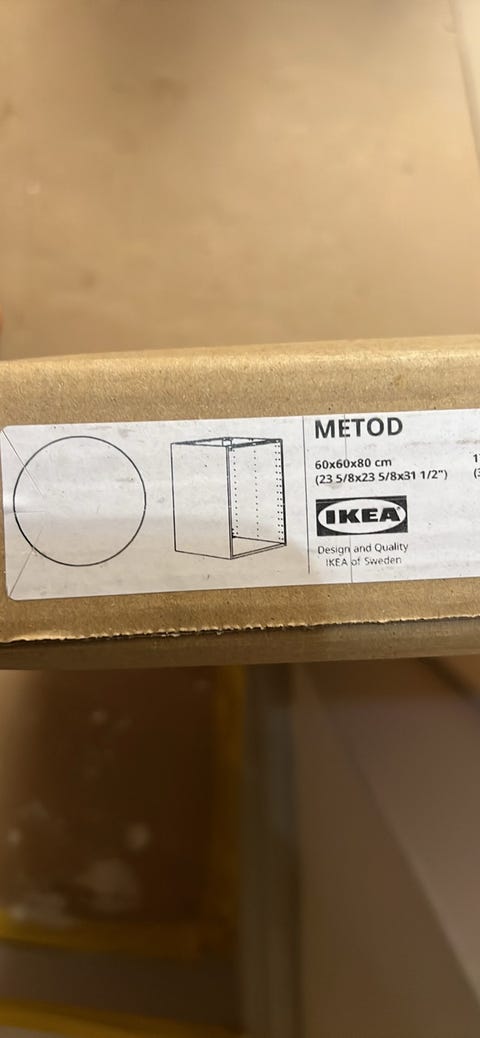 METOD
60x60x80 cm
(23 5/8x23 5/8x31 1/2")
IKEA
Design and Quality
IKEA of Sweden